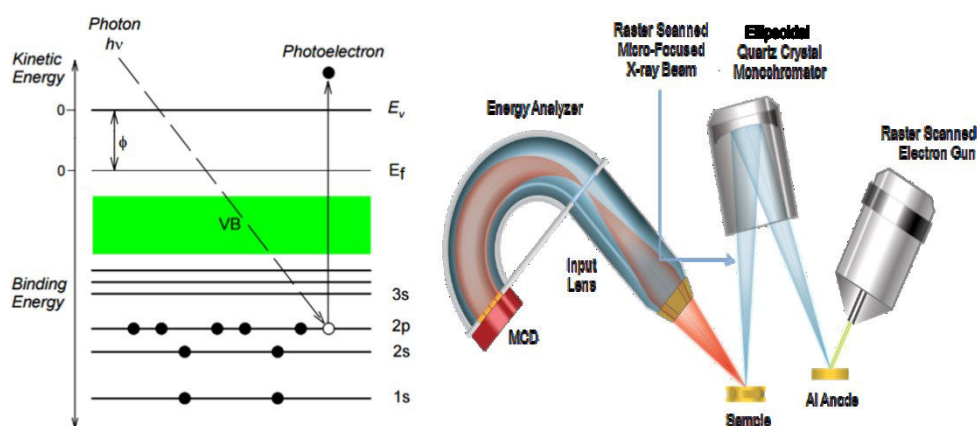 Photon
hν
Kinetic
Energy
Photoelectron
0
E_v
ϕ
0
E_f
VB
Binding
Energy
3s
2p
2s
1s
Raster Scanned
Micro-Focused
X-ray Beam
Ellipsoidal
Quartz Crystal
Monochromator
Energy Analyzer
Raster Scanned
Electron Gun
Input
Lens
MCD
Sample
Al Anode